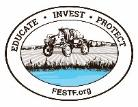 EDUCATE · INVEST · PROTECT
FESTF.org